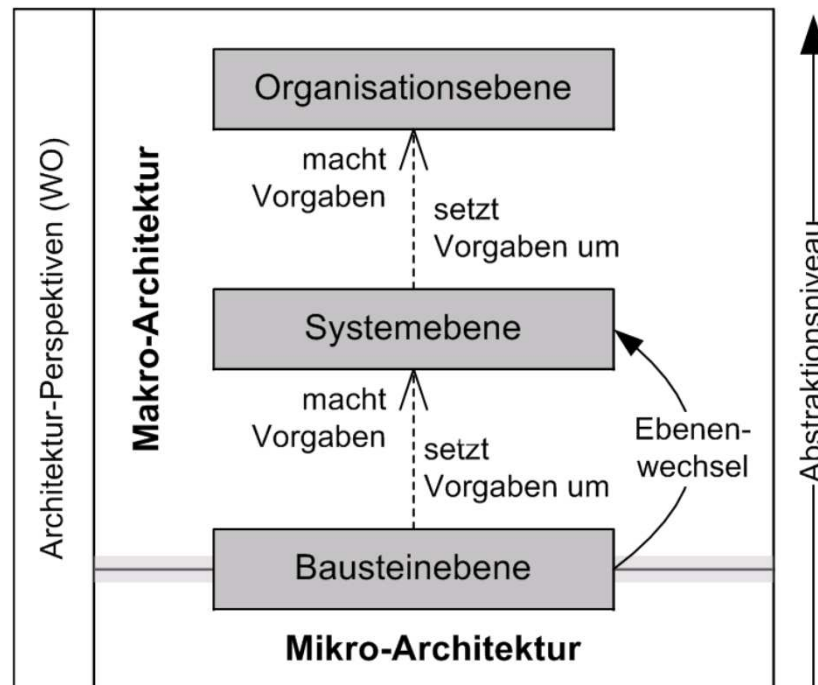 Architektur-Perspektiven (WO)
Makro-Architektur
Organisationsebene
macht
Vorgaben
setzt
Vorgaben um
Systemebene
macht
Vorgaben
setzt
Vorgaben um
Ebenen-
wechsel
Bausteinebene
Mikro-Architektur
Abstraktionsniveau